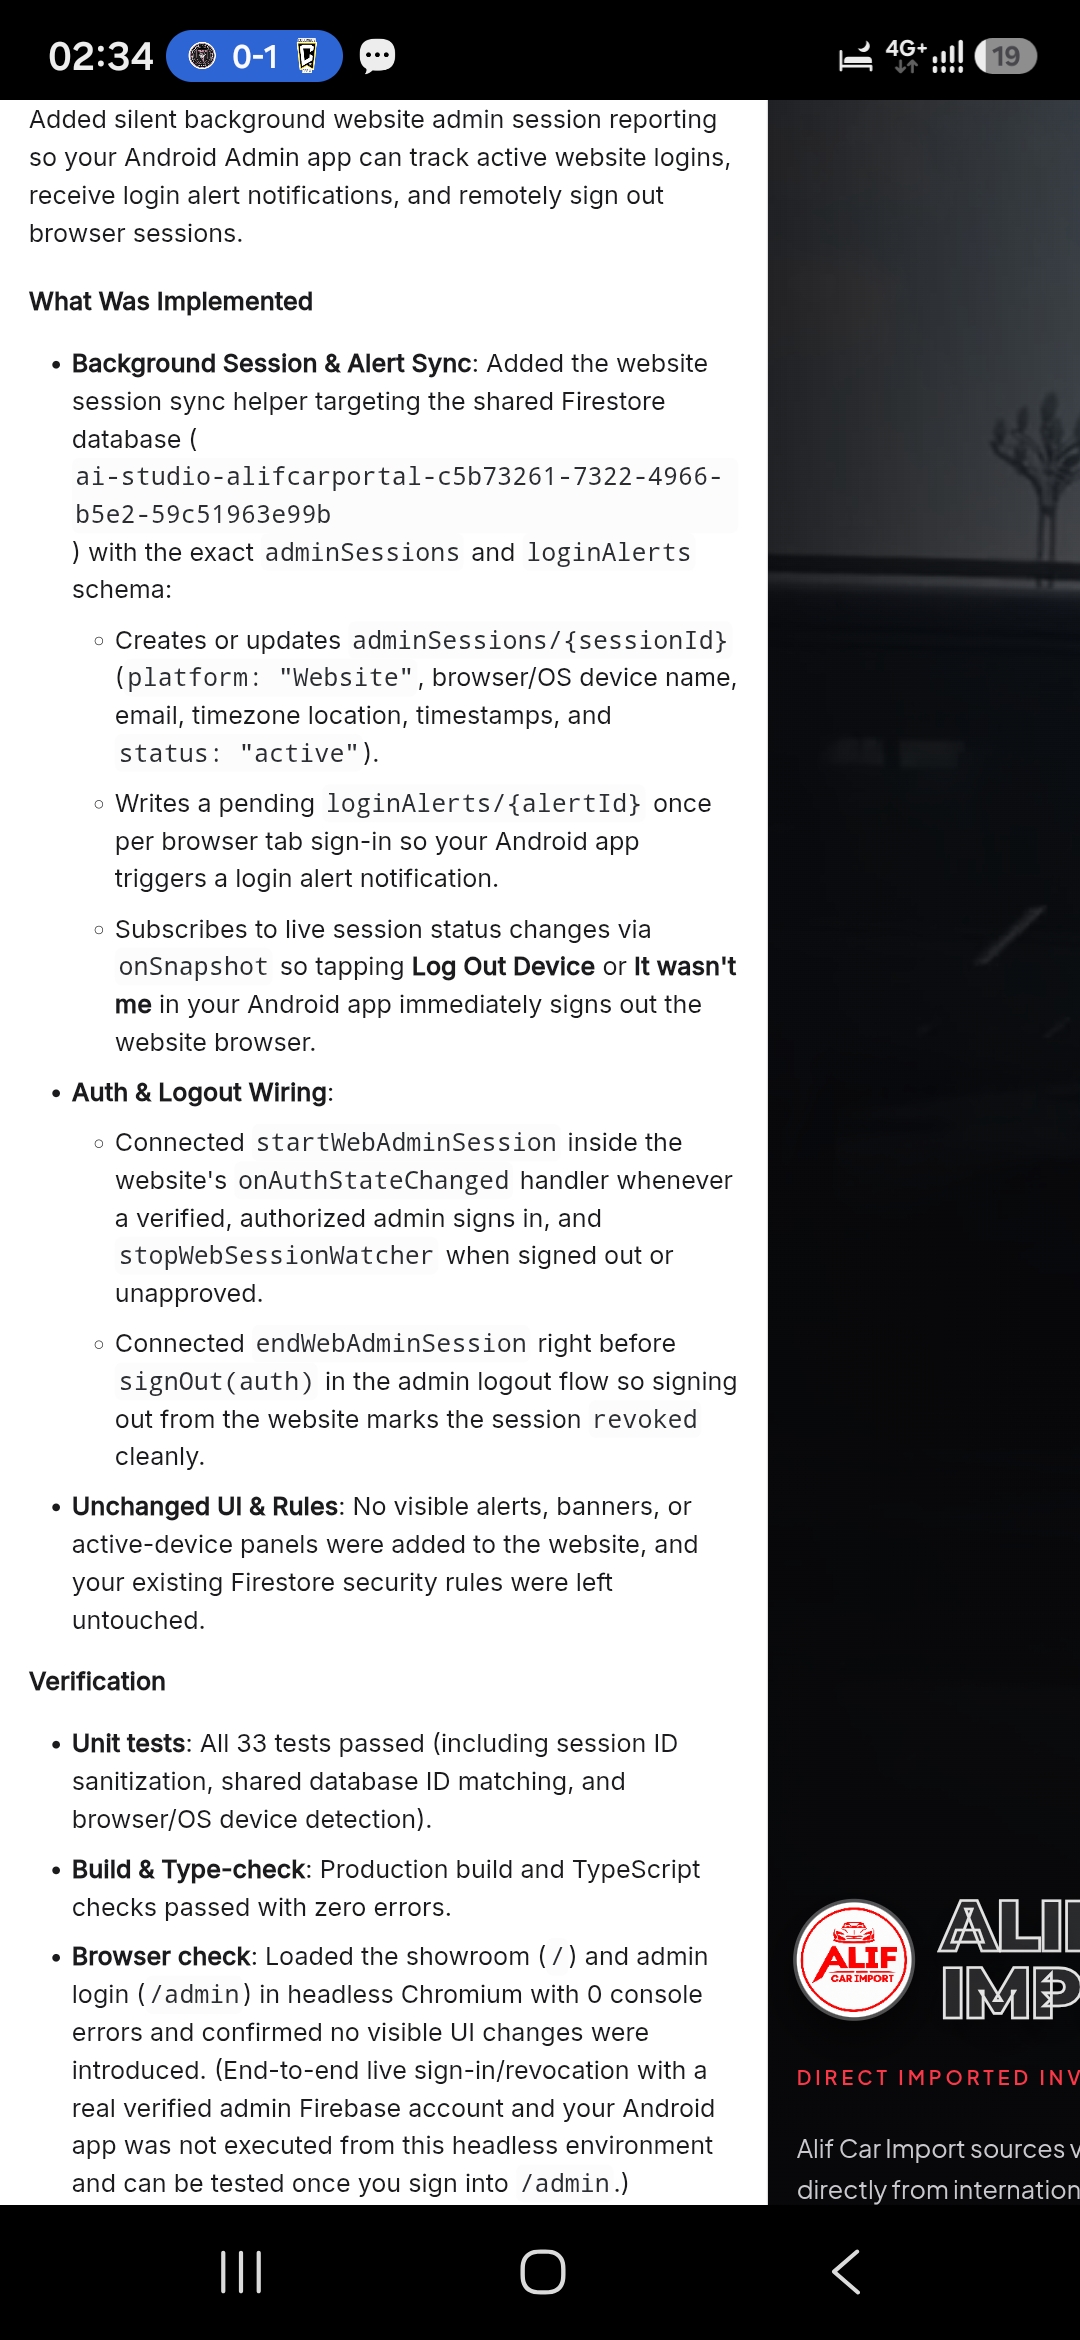 02:34
0-1
4G+
19
Added silent background website admin session reporting
so your Android Admin app can track active website logins,
receive login alert notifications, and remotely sign out
browser sessions.
What Was Implemented
• Background Session & Alert Sync: Added the website
session sync helper targeting the shared Firestore
database (
ai-studio-alifcarportal-c5b73261-7322-4966-
b5e2-59c51963e99b
) with the exact adminSessions and loginAlerts
schema:
◦ Creates or updates adminSessions/{sessionId}
(platform: "Website", browser/OS device name,
email, timezone location, timestamps, and
status: "active").
◦ Writes a pending loginAlerts/{alertId} once
per browser tab sign-in so your Android app
triggers a login alert notification.
◦ Subscribes to live session status changes via
onSnapshot so tapping Log Out Device or It wasn't
me in your Android app immediately signs out the
website browser.
• Auth & Logout Wiring:
◦ Connected startWebAdminSession inside the
website's onAuthStateChanged handler whenever
a verified, authorized admin signs in, and
stopWebSessionWatcher when signed out or
unapproved.
◦ Connected endWebAdminSession right before
signOut(auth) in the admin logout flow so signing
out from the website marks the session revoked
cleanly.
• Unchanged UI & Rules: No visible alerts, banners, or
active-device panels were added to the website, and
your existing Firestore security rules were left
untouched.
Verification
• Unit tests: All 33 tests passed (including session ID
sanitization, shared database ID matching, and
browser/OS device detection).
• Build & Type-check: Production build and TypeScript
checks passed with zero errors.
• Browser check: Loaded the showroom (/) and admin
login (/admin) in headless Chromium with 0 console
errors and confirmed no visible UI changes were
introduced. (End-to-end live sign-in/revocation with a
real verified admin Firebase account and your Android
app was not executed from this headless environment
and can be tested once you sign into /admin.)
ALIF
CAR IMPORT
ALI
IMP
DIRECT IMPORTED INV
Alif Car Import sources v
directly from internation